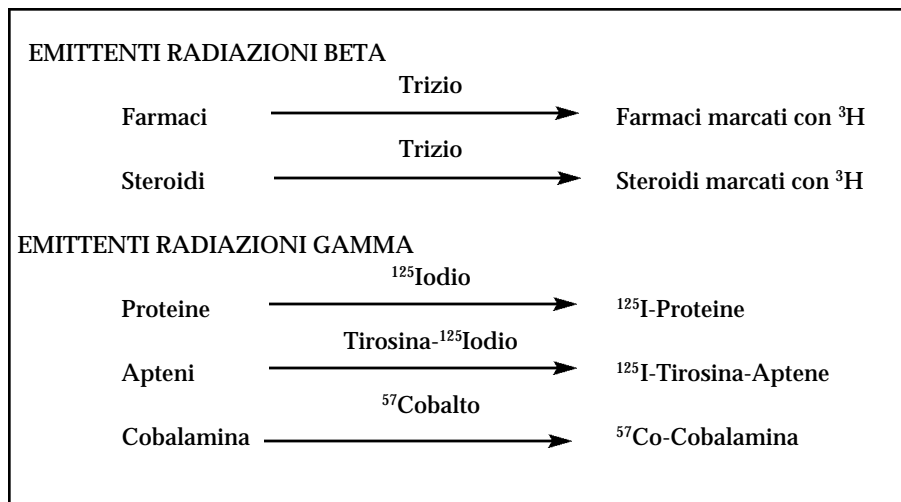 EMITTENTI RADIAZIONI BETA
Trizio
Farmaci Farmaci marcati con ³H
Trizio
Steroidi Steroidi marcati con ³H
EMITTENTI RADIAZIONI GAMMA
¹²⁵Iodio
Proteine ¹²⁵I-Proteine
Tirosina-¹²⁵Iodio
Apteni ¹²⁵I-Tirosina-Aptene
⁵⁷Cobalto
Cobalamina ⁵⁷Co-Cobalamina